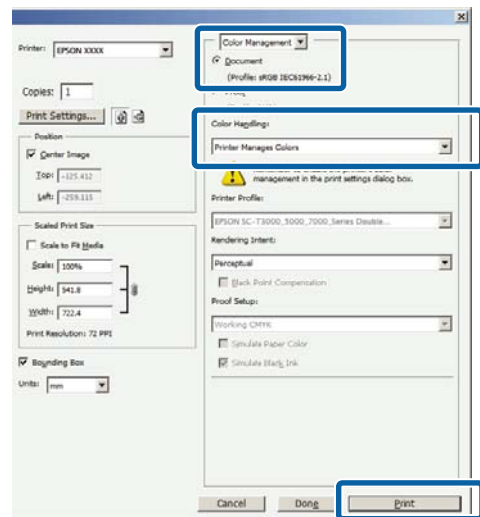 Printer: EPSON XXXX
Copies: 1
Print Settings...
Position
Center Image
Top: -125.412
Left: -259.115
Scaled Print Size
Scale to Fit Media
Scale: 100%
Height: 541.8
Width: 722.4
Print Resolution: 72 PPI
Bounding Box
Units: mm
Color Management
Document
(Profile: sRGB IEC61966-2.1)
Color Handling:
Printer Manages Colors
management in the print settings dialog box.
Printer Profile:
EPSON SC-T3000_5000_7000_Series Double...
Rendering Intent:
Perceptual
Black Point Compensation
Proof Setup:
Working CMYK
Simulate Paper Color
Simulate Black Ink
Cancel
Done
Print